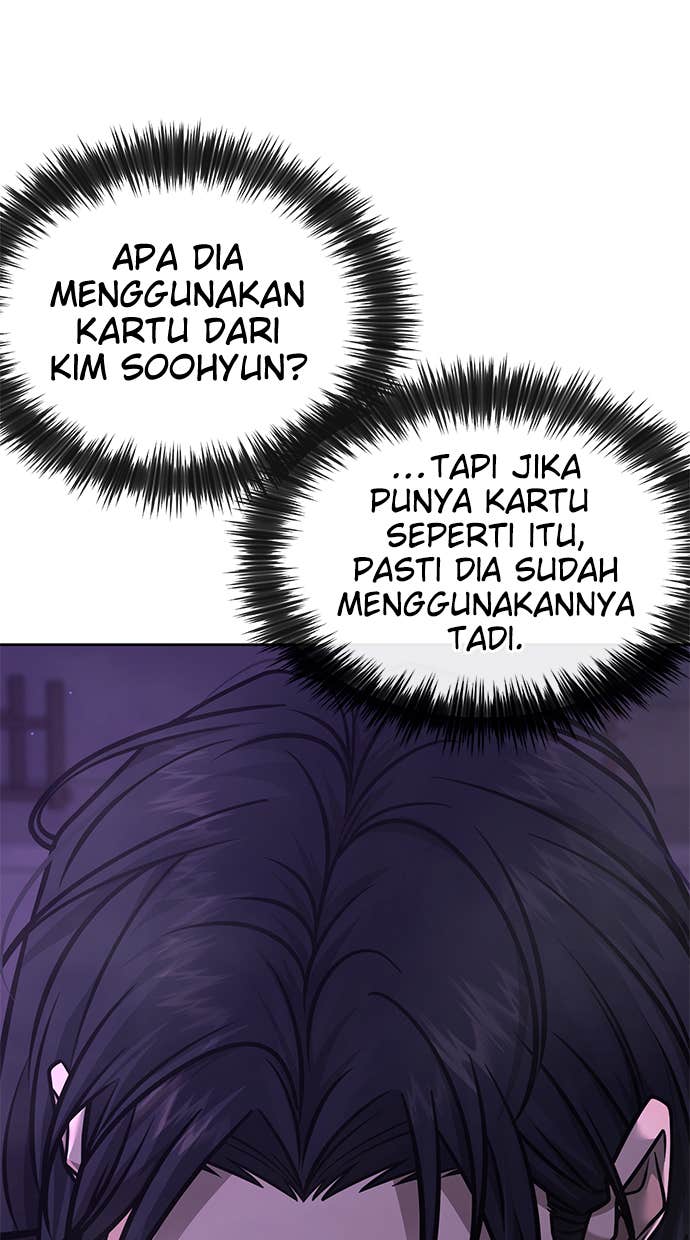 APA DIA
MENGGUNAKAN
KARTU DARI
KIM SOOHYUN?
...TAPI JIKA
PUNYA KARTU
SEPERTI ITU,
PASTI DIA SUDAH
MENGGUNAKANNYA
TADI.